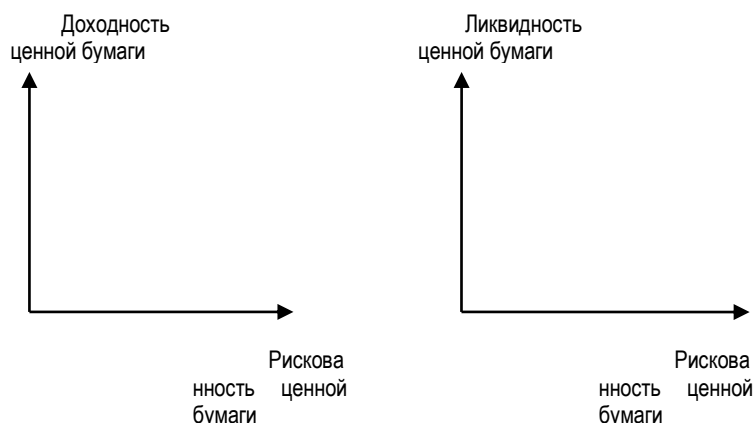 Доходность
ценной бумаги
Ликвидность
ценной бумаги
Рискова
нность ценной
бумаги
Рискова
нность ценной
бумаги